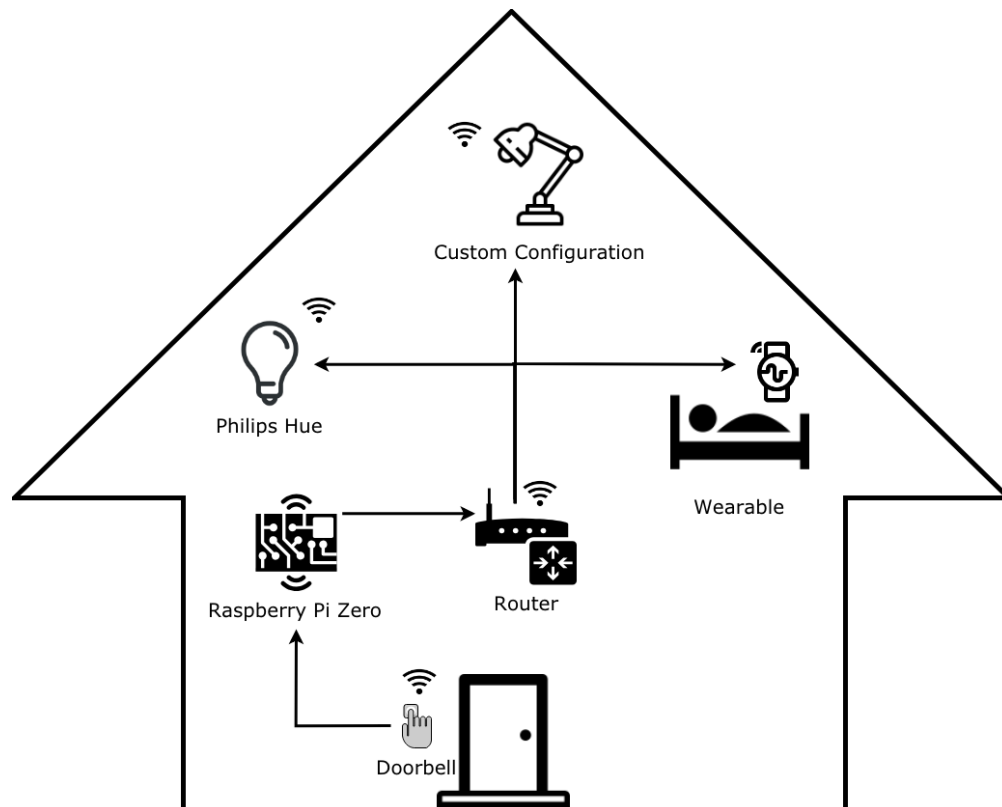 Custom Configuration
Philips Hue
Wearable
Raspberry Pi Zero
Router
Doorbell